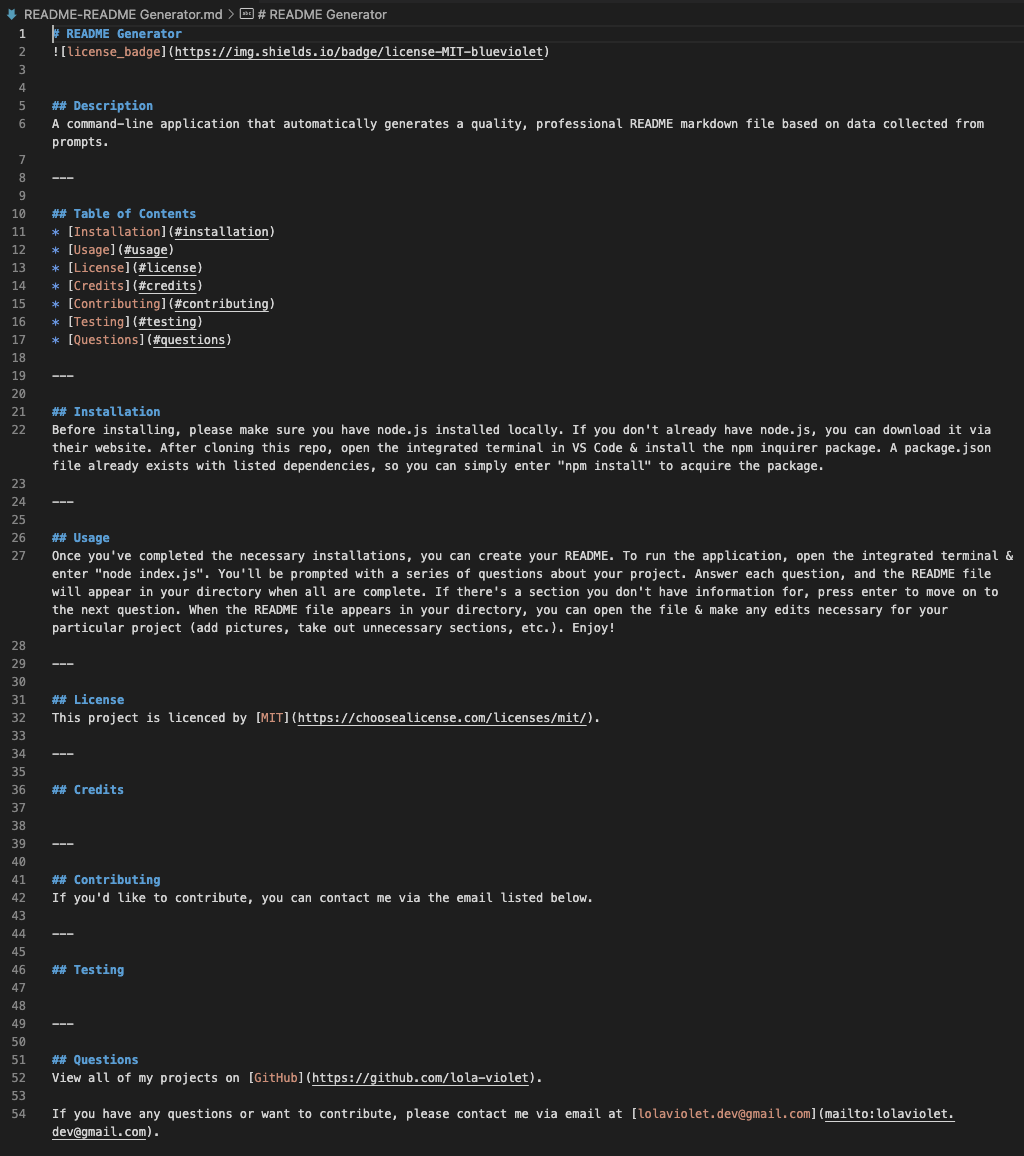 README-README Generator.md > # README Generator
1 # README Generator
2 ![license_badge](https://img.shields.io/badge/license-MIT-blueviolet)
3
4
5 ## Description
6 A command-line application that automatically generates a quality, professional README markdown file based on data collected from
prompts.
7
8 ---
9
10 ## Table of Contents
11 * [Installation](#installation)
12 * [Usage](#usage)
13 * [License](#license)
14 * [Credits](#credits)
15 * [Contributing](#contributing)
16 * [Testing](#testing)
17 * [Questions](#questions)
18
19 ---
20
21 ## Installation
22 Before installing, please make sure you have node.js installed locally. If you don't already have node.js, you can download it via
their website. After cloning this repo, open the integrated terminal in VS Code & install the npm inquirer package. A package.json
file already exists with listed dependencies, so you can simply enter "npm install" to acquire the package.
23
24 ---
25
26 ## Usage
27 Once you've completed the necessary installations, you can create your README. To run the application, open the integrated terminal &
enter "node index.js". You'll be prompted with a series of questions about your project. Answer each question, and the README file
will appear in your directory when all are complete. If there's a section you don't have information for, press enter to move on to
the next question. When the README file appears in your directory, you can open the file & make any edits necessary for your
particular project (add pictures, take out unnecessary sections, etc.). Enjoy!
28
29 ---
30
31 ## License
32 This project is licenced by [MIT](https://choosealicense.com/licenses/mit/).
33
34 ---
35
36 ## Credits
37
38
39 ---
40
41 ## Contributing
42 If you'd like to contribute, you can contact me via the email listed below.
43
44 ---
45
46 ## Testing
47
48
49 ---
50
51 ## Questions
52 View all of my projects on [GitHub](https://github.com/lola-violet).
53
54 If you have any questions or want to contribute, please contact me via email at [lolaviolet.dev@gmail.com](mailto:lolaviolet.
dev@gmail.com).